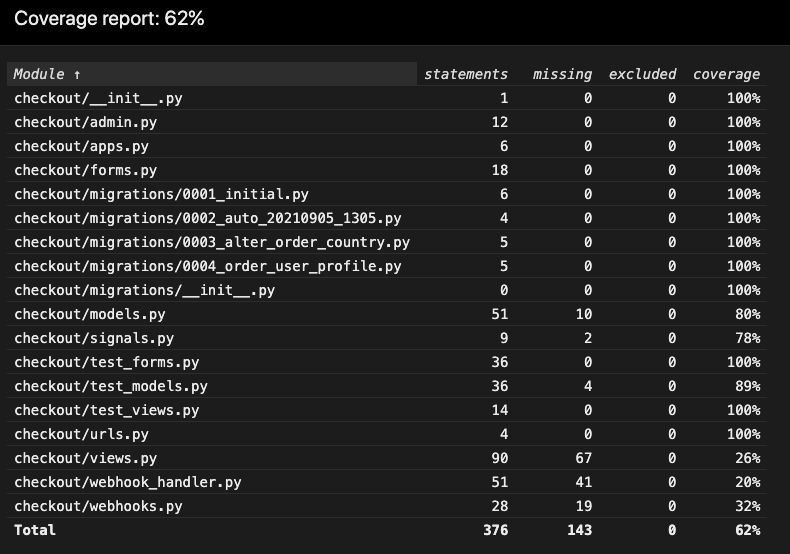 Coverage report: 62%
Module ↑ statements missing excluded coverage
checkout/__init__.py 1 0 0 100%
checkout/admin.py 12 0 0 100%
checkout/apps.py 6 0 0 100%
checkout/forms.py 18 0 0 100%
checkout/migrations/0001_initial.py 6 0 0 100%
checkout/migrations/0002_auto_20210905_1305.py 4 0 0 100%
checkout/migrations/0003_alter_order_country.py 5 0 0 100%
checkout/migrations/0004_order_user_profile.py 5 0 0 100%
checkout/migrations/__init__.py 0 0 0 100%
checkout/models.py 51 10 0 80%
checkout/signals.py 9 2 0 78%
checkout/test_forms.py 36 0 0 100%
checkout/test_models.py 36 4 0 89%
checkout/test_views.py 14 0 0 100%
checkout/urls.py 4 0 0 100%
checkout/views.py 90 67 0 26%
checkout/webhook_handler.py 51 41 0 20%
checkout/webhooks.py 28 19 0 32%
Total 376 143 0 62%